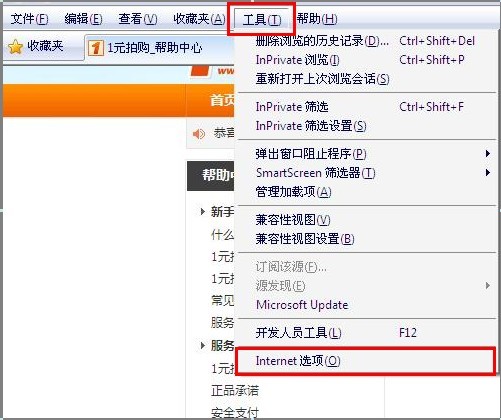 文件(F) 编辑(E) 查看(V) 收藏夹(A) 工具(T) 帮助(H)
收藏夹 1元拍购_帮助中心
删除浏览的历史记录(D)... Ctrl+Shift+Del
InPrivate 浏览(I) Ctrl+Shift+P
重新打开上次浏览会话(S)
InPrivate 筛选 Ctrl+Shift+F
InPrivate 筛选设置(S)
弹出窗口阻止程序(P)
SmartScreen 筛选器(T)
管理加载项(A)
兼容性视图(V)
兼容性视图设置(B)
订阅该源(F)...
源发现(E)
Microsoft Update
开发人员工具(L) F12
Internet 选项(O)
www
首页
恭喜
帮助中
新手
什么
1元拍
1元拍
常见
服务
服务
1元拍
正品承诺
安全支付